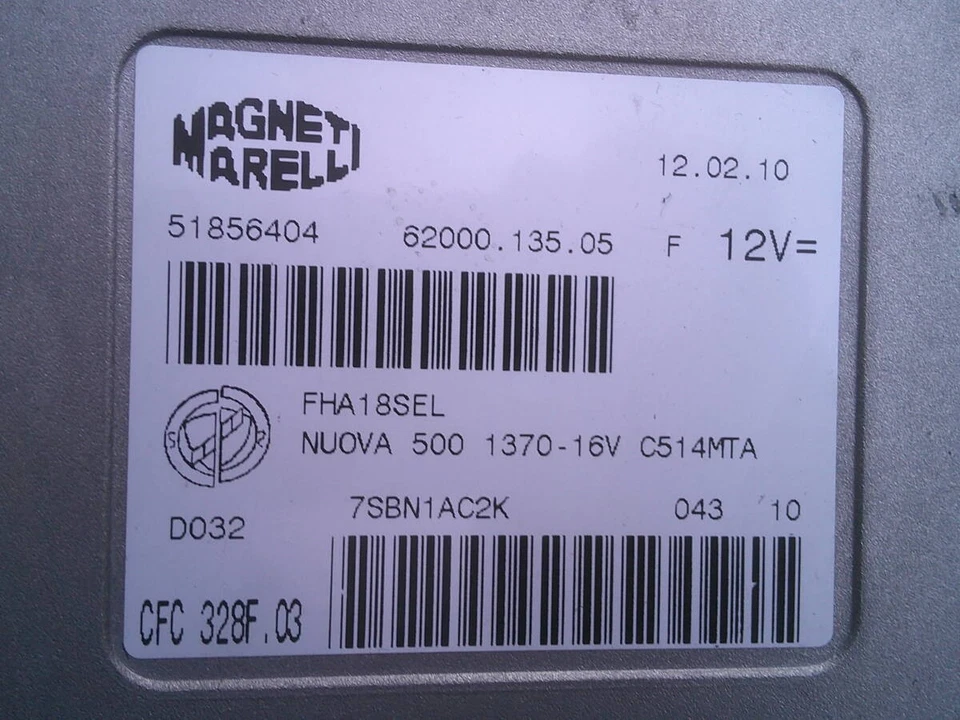 MAGNETI
MARELLI
12.02.10
51856404 62000.135.05 F 12V=
FHA18SEL
NUOVA 500 1370-16V C514MTA
7SBN1AC2K 043 10
D032
CFC 328F.03